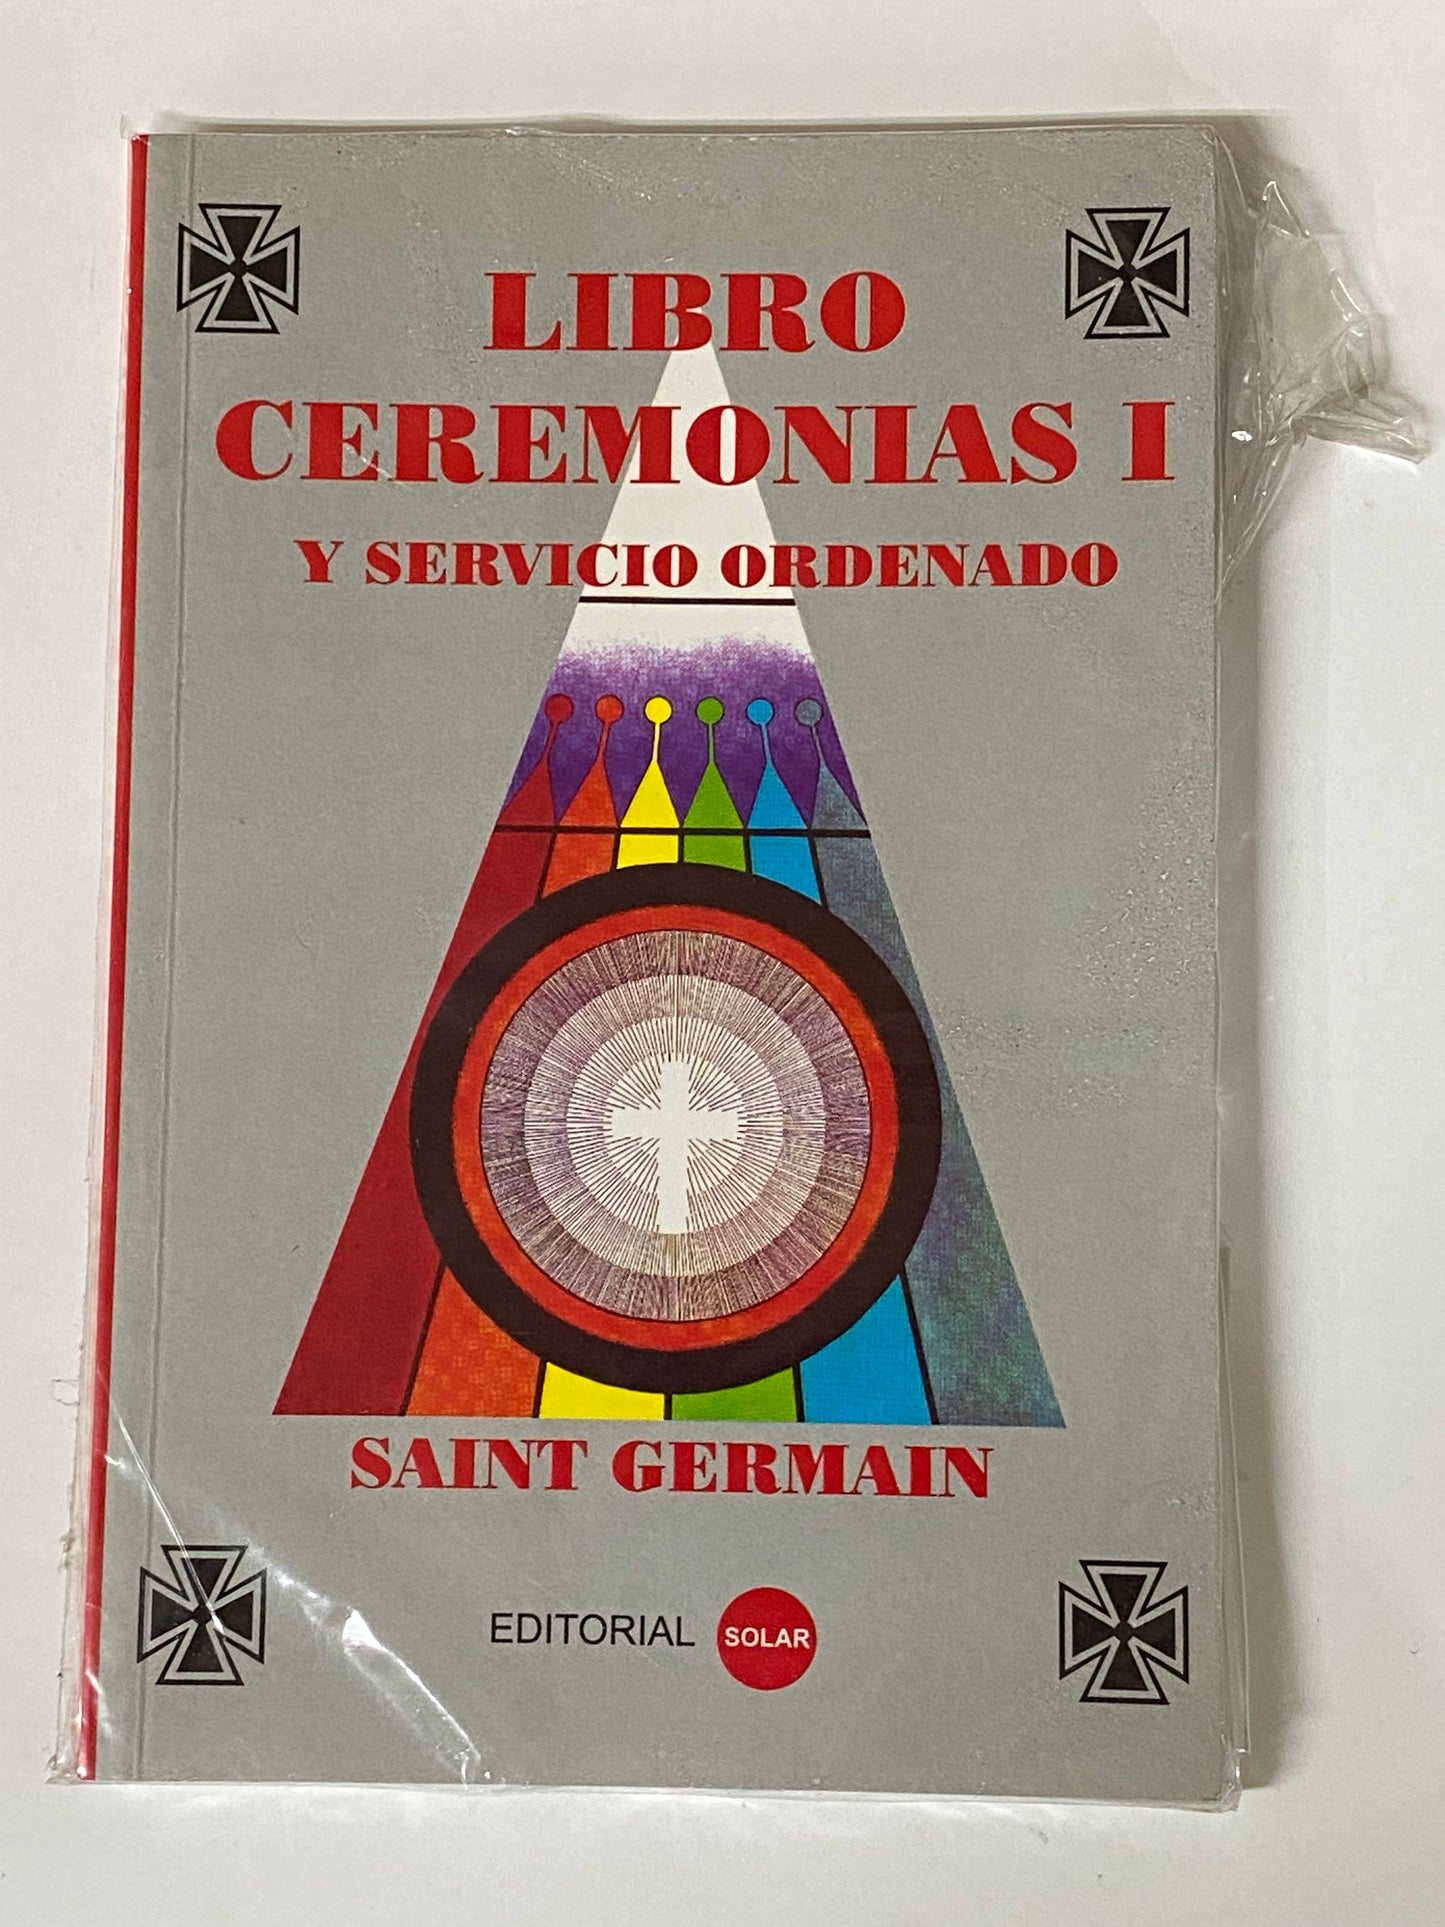 LIBRO
CEREMONIAS I
Y SERVICIO ORDENADO
SAINT GERMAIN
EDITORIAL SOLAR